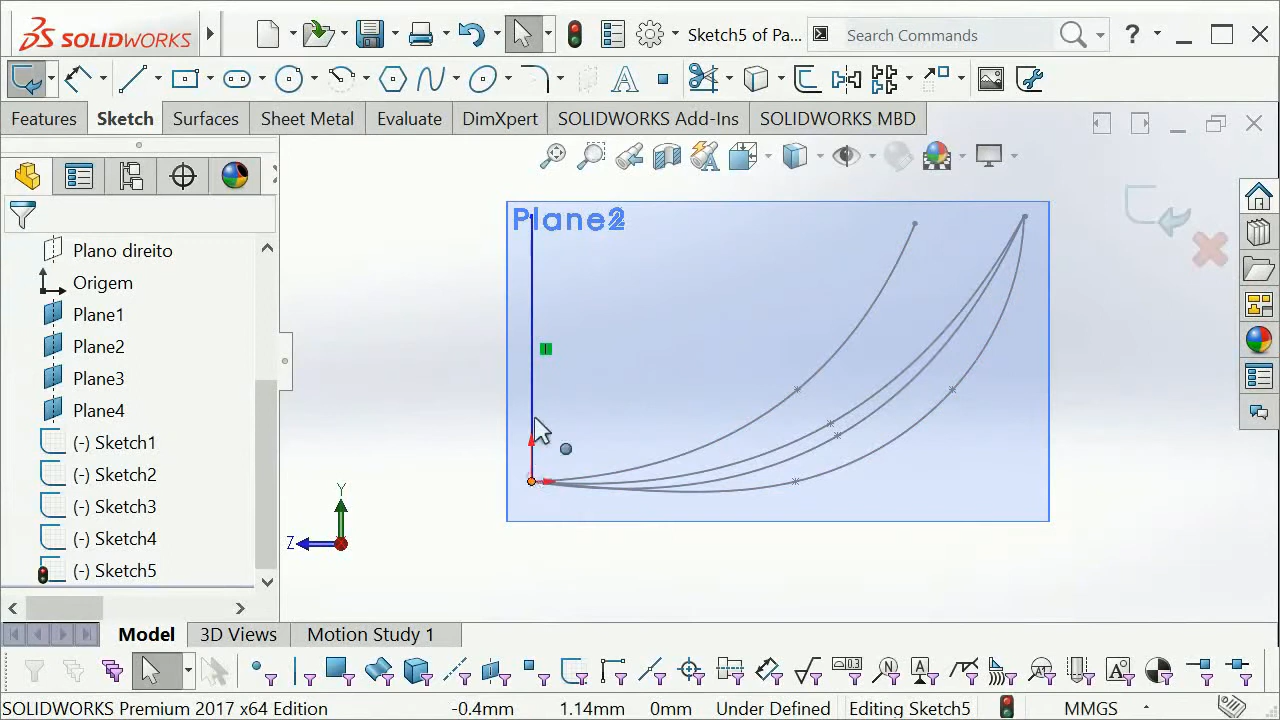 SOLIDWORKS
Sketch5 of Pa...
Search Commands
?
Features
Sketch
Surfaces
Sheet Metal
Evaluate
DimXpert
SOLIDWORKS Add-Ins
SOLIDWORKS MBD
Plano direito
Origem
Plane1
Plane2
Plane3
Plane4
(-) Sketch1
(-) Sketch2
(-) Sketch3
(-) Sketch4
(-) Sketch5
Y
Z
Model
3D Views
Motion Study 1
SOLIDWORKS Premium 2017 x64 Edition
-0.4mm
1.14mm
0mm
Under Defined
Editing Sketch5
MMGS